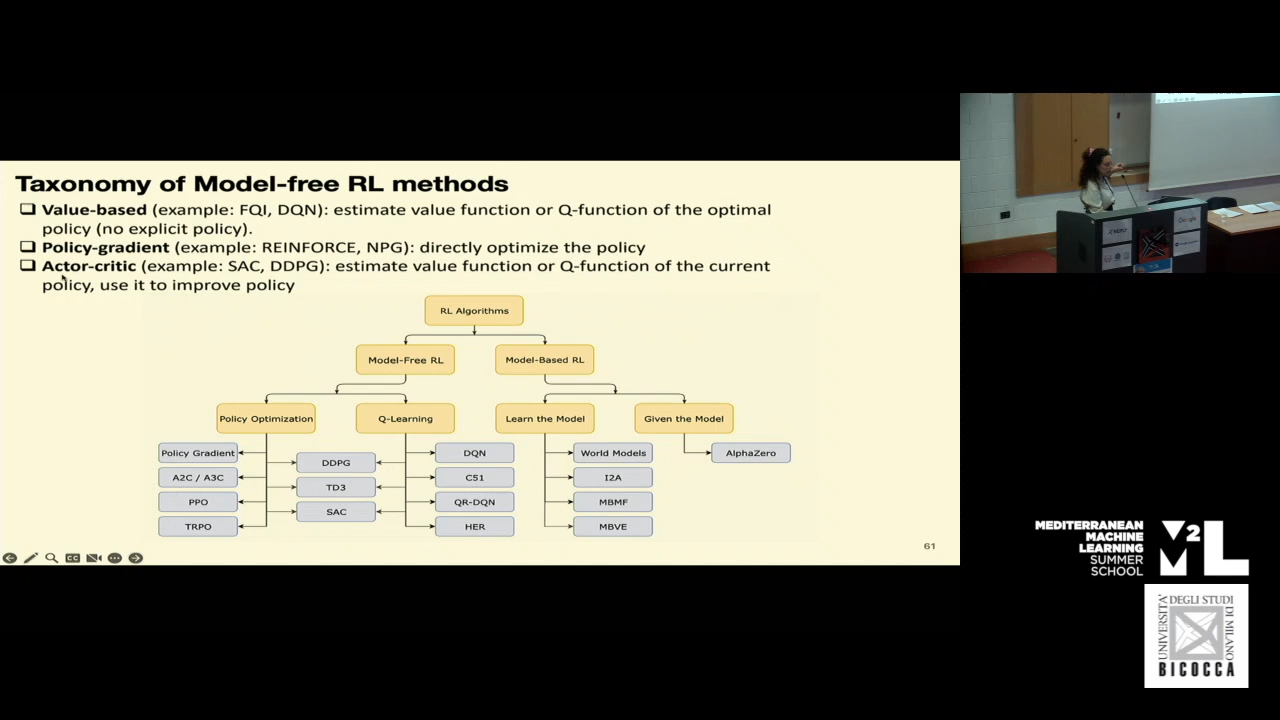 Taxonomy of Model-free RL methods
Value-based (example: FQI, DQN): estimate value function or Q-function of the optimal
policy (no explicit policy).
Policy-gradient (example: REINFORCE, NPG): directly optimize the policy
Actor-critic (example: SAC, DDPG): estimate value function or Q-function of the current
policy, use it to improve policy
RL Algorithms
Model-Free RL
Model-Based RL
Policy Optimization
Q-Learning
Learn the Model
Given the Model
Policy Gradient
A2C / A3C
PPO
TRPO
DDPG
TD3
SAC
DQN
C51
QR-DQN
HER
World Models
I2A
MBMF
MBVE
AlphaZero
61
CC
Google
MEDITERRANEAN
MACHINE
LEARNING
SUMMER
SCHOOL
M2L
UNIVERSITÀ
DEGLI STUDI
DI MILANO
BICOCCA